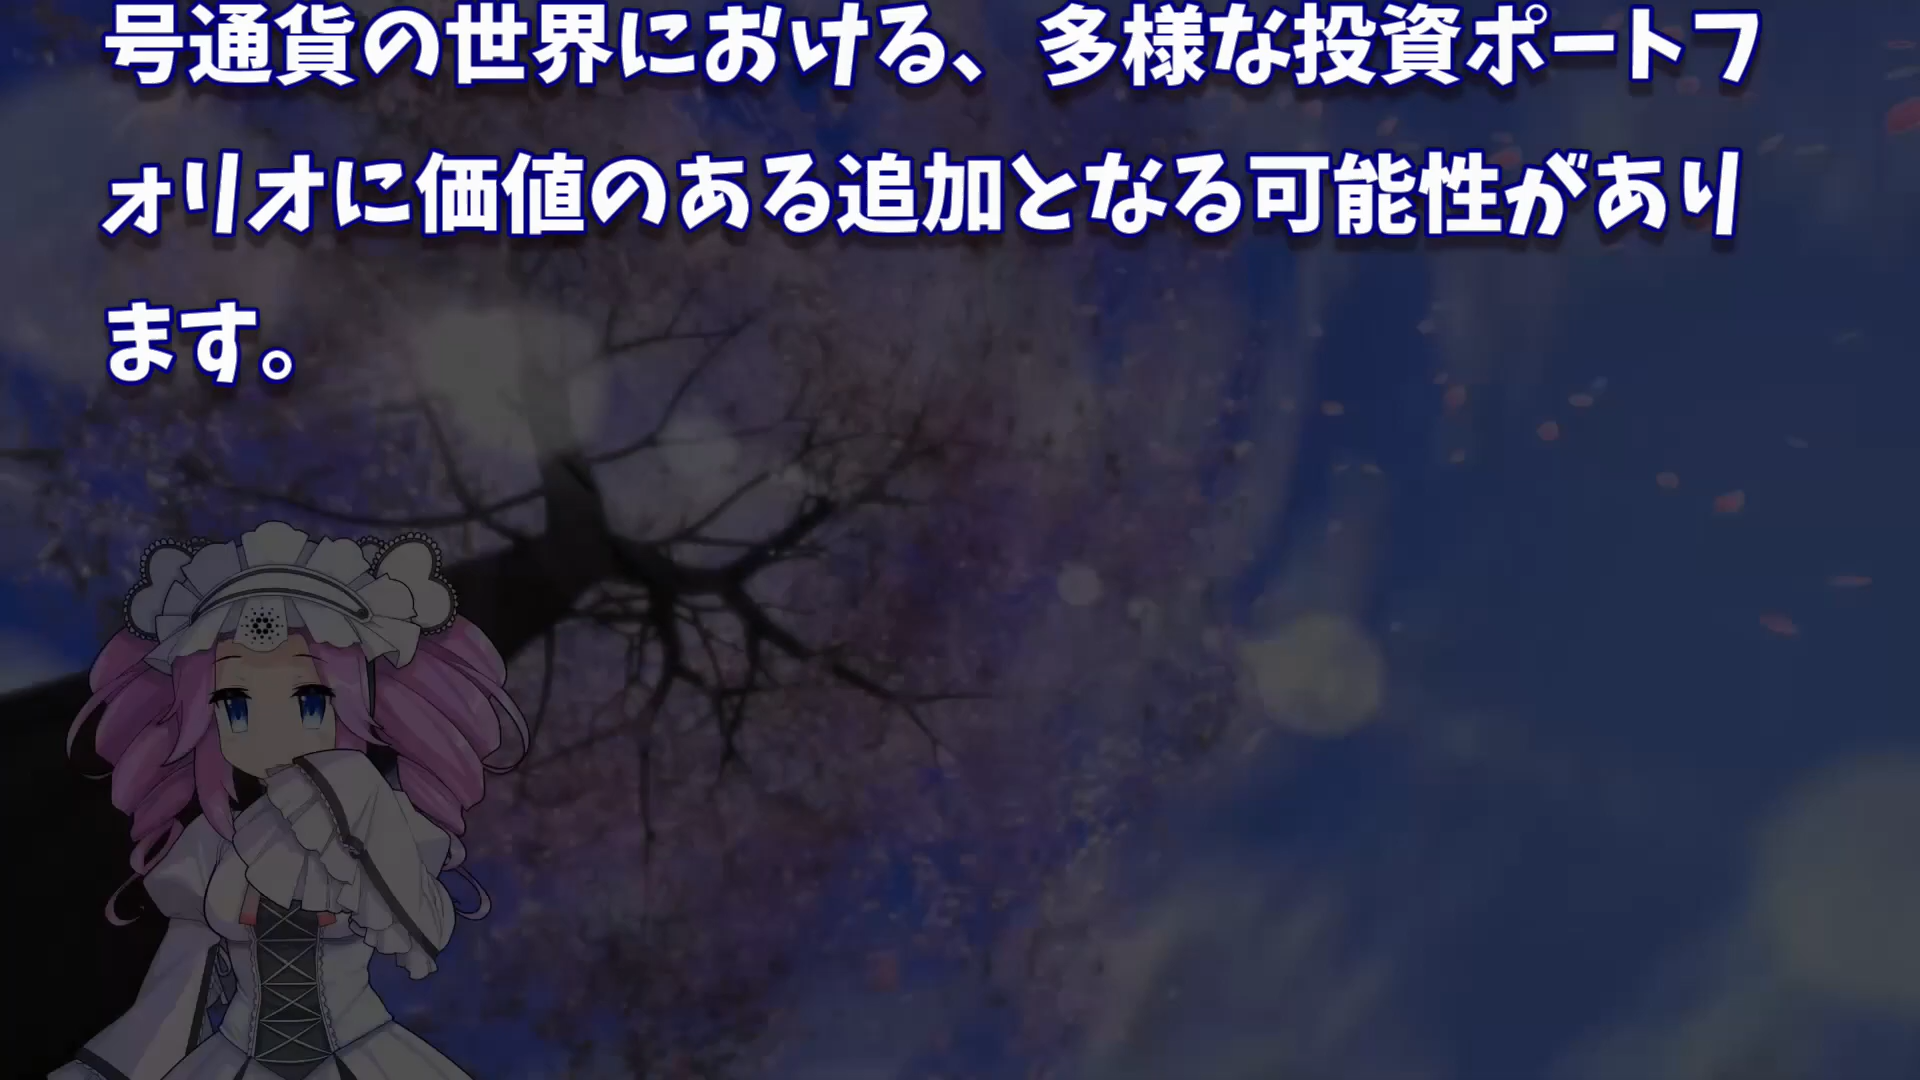 号通貨の世界における、多様な投資ポートフ
ォリオに価値のある追加となる可能性があり
ます。